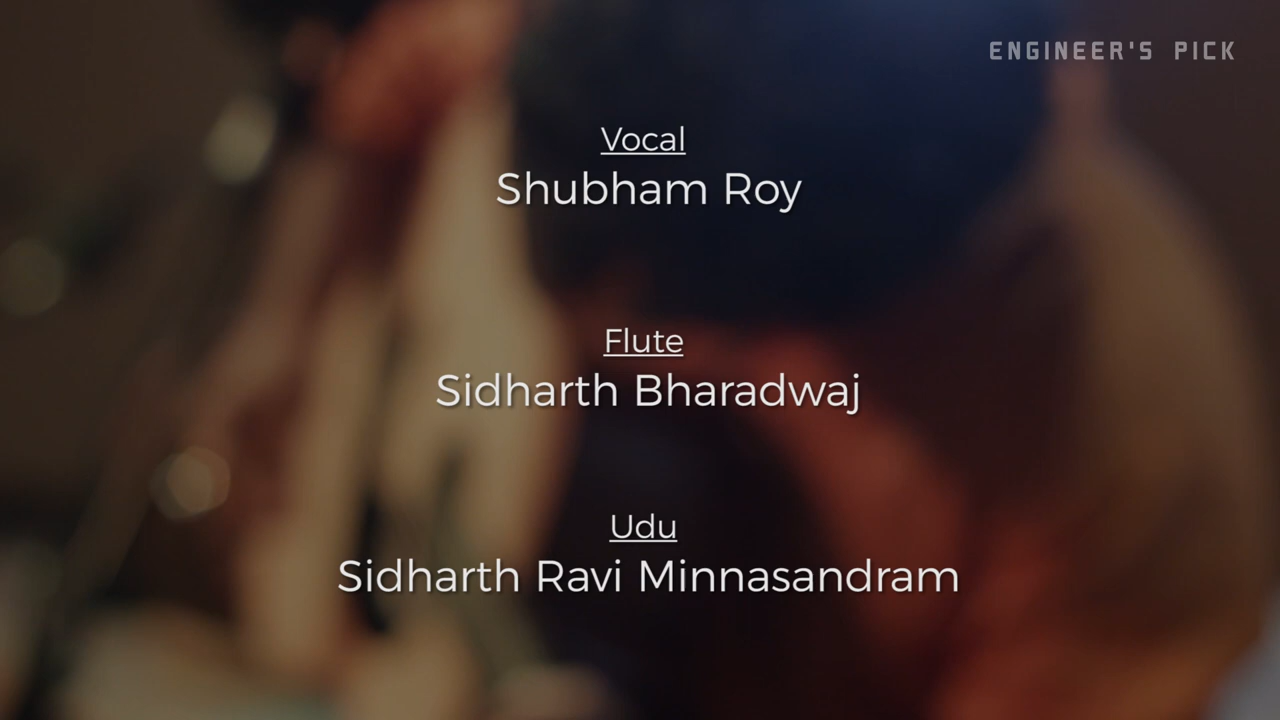 ENGINEER'S PICK
Vocal
Shubham Roy
Flute
Sidharth Bharadwaj
Udu
Sidharth Ravi Minnasandram